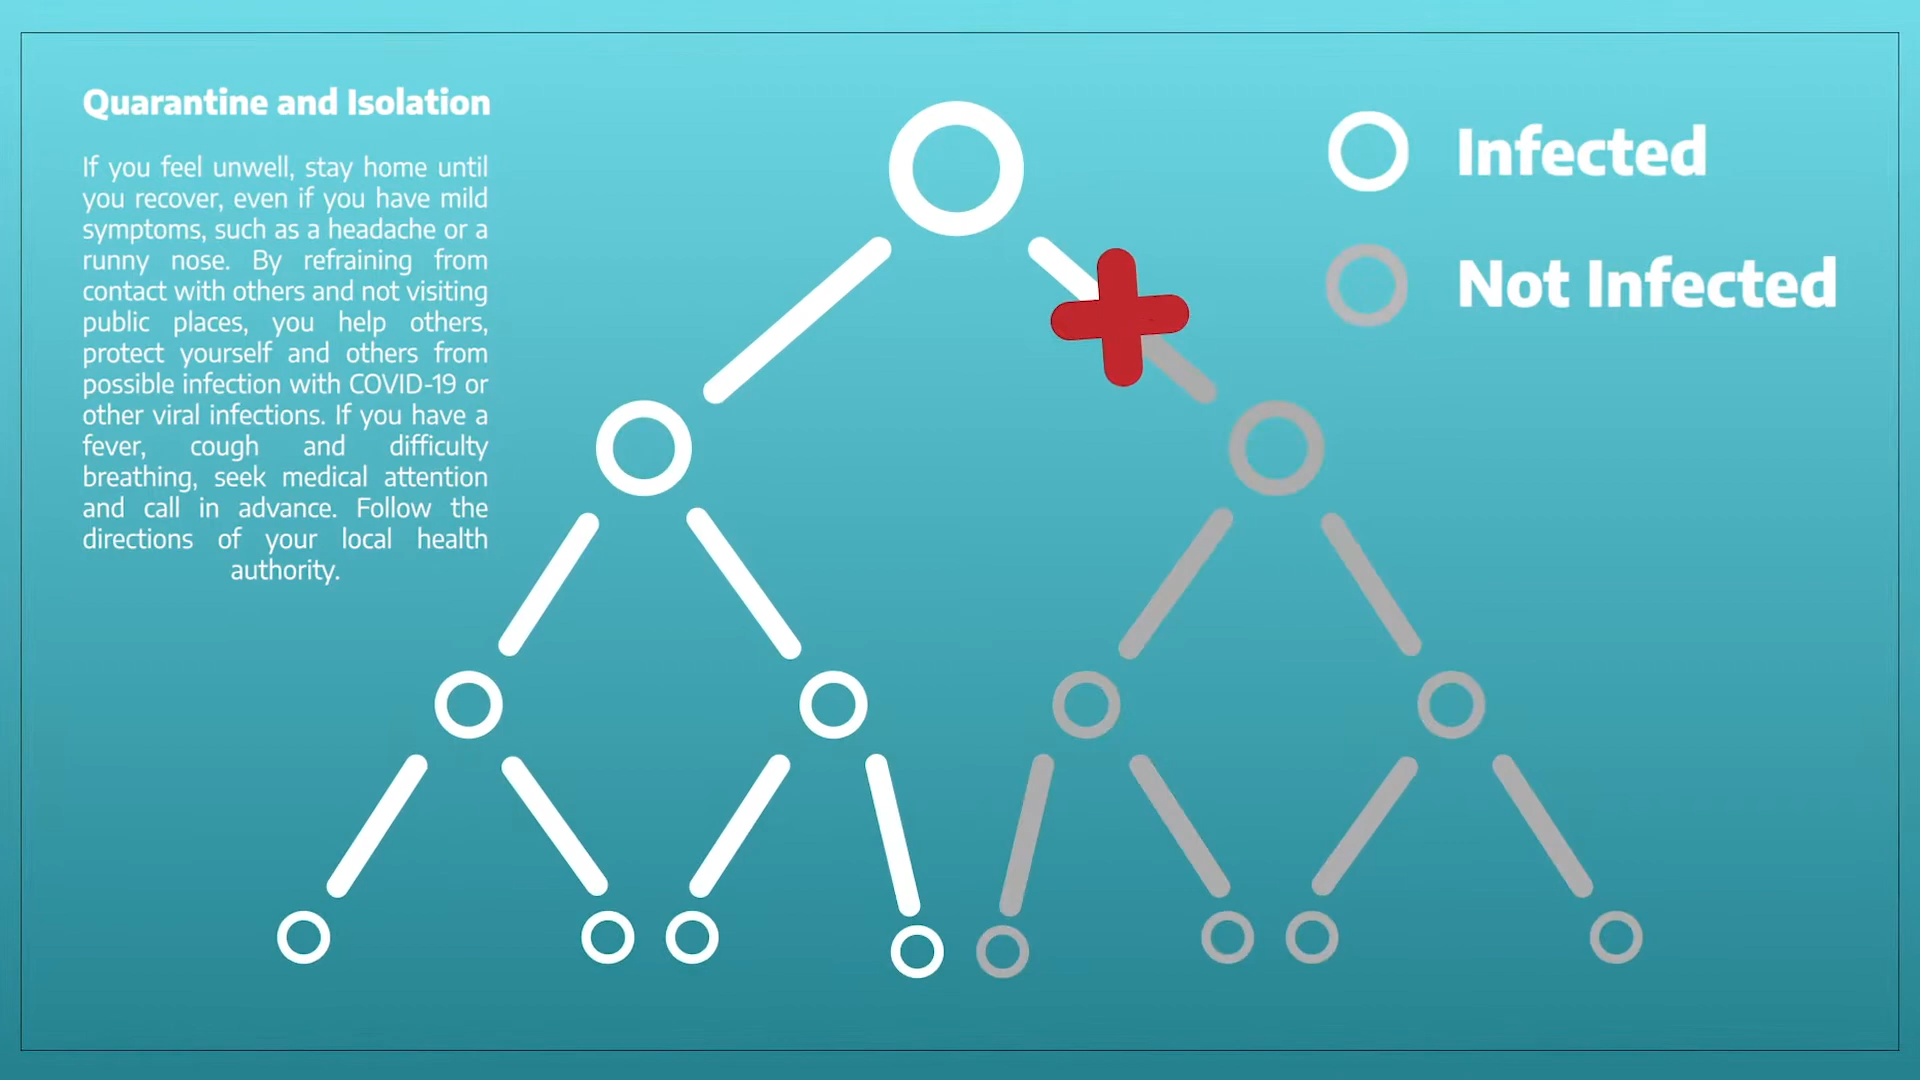 Quarantine and Isolation
If you feel unwell, stay home until
you recover, even if you have mild
symptoms, such as a headache or a
runny nose. By refraining from
contact with others and not visiting
public places, you help others,
protect yourself and others from
possible infection with COVID-19 or
other viral infections. If you have a
fever, cough and difficulty
breathing, seek medical attention
and call in advance. Follow the
directions of your local health
authority.
Infected
Not Infected